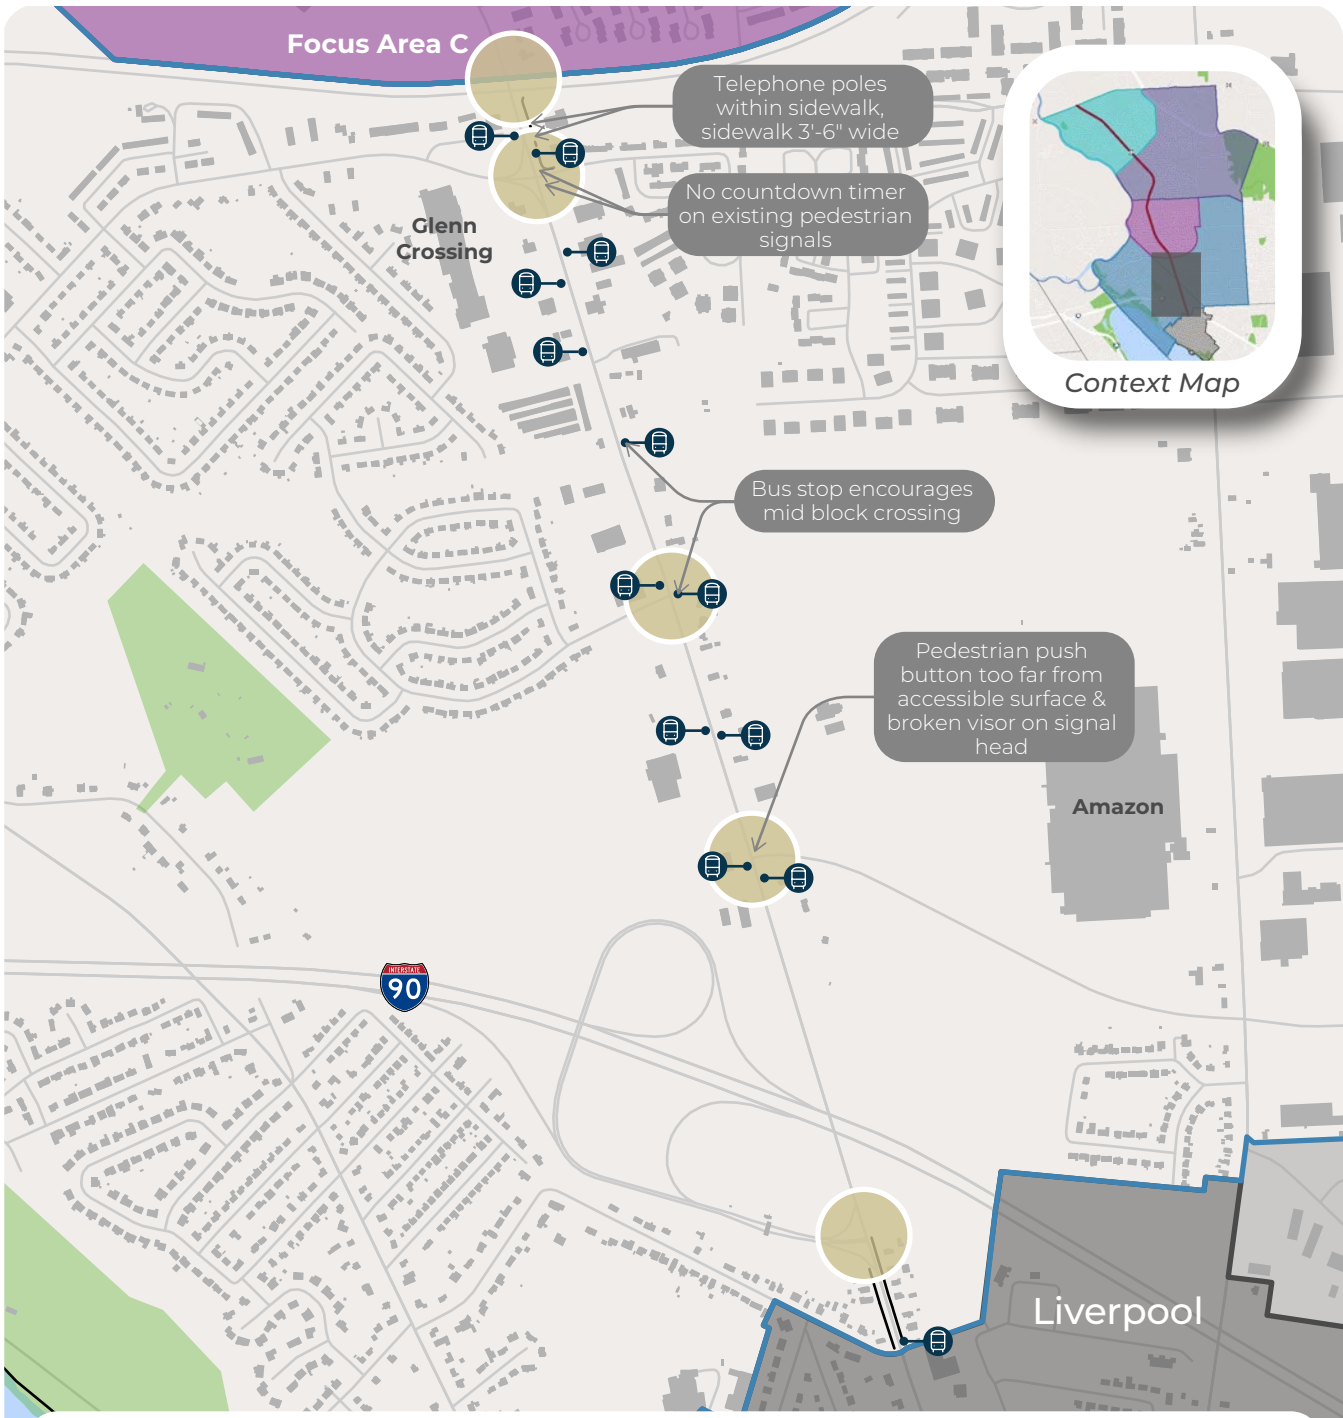 Focus Area C
Telephone poles
within sidewalk,
sidewalk 3'-6" wide
No countdown timer
on existing pedestrian
signals
Glenn
Crossing
Context Map
Bus stop encourages
mid block crossing
Pedestrian push
button too far from
accessible surface &
broken visor on signal
head
Amazon
INTERSTATE
90
Liverpool